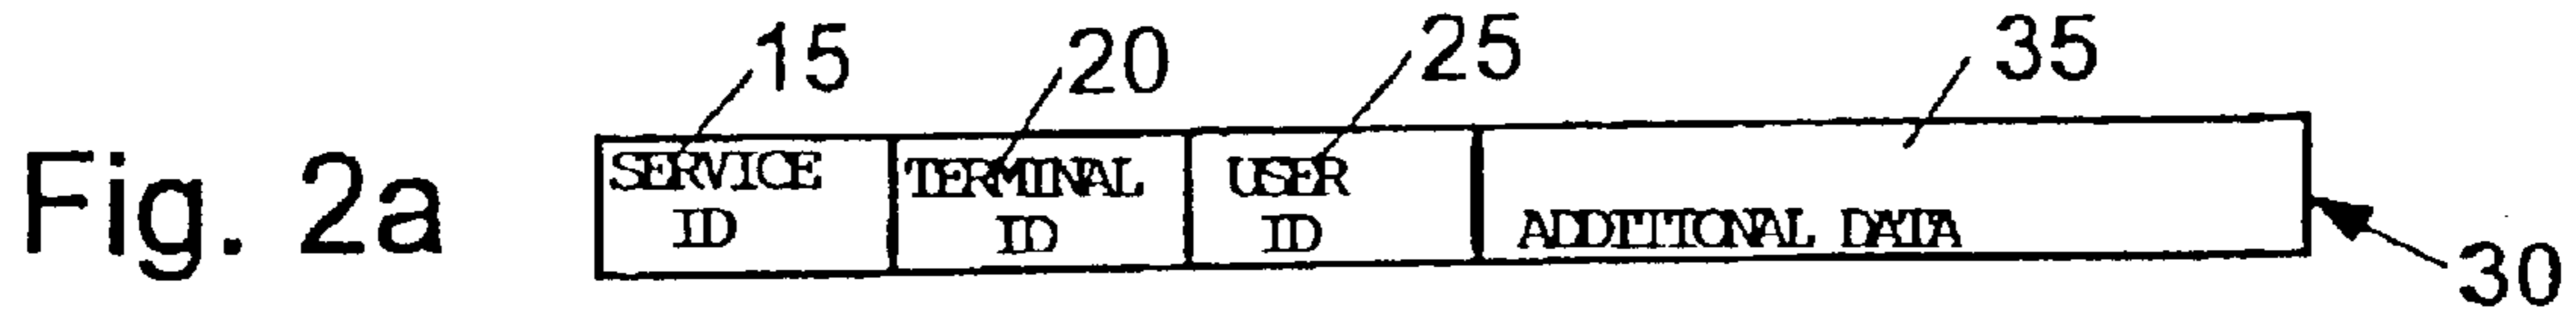 15 20 25 35
Fig. 2a
SERVICE ID
TERMINAL ID
USER ID
ADDITIONAL DATA
30